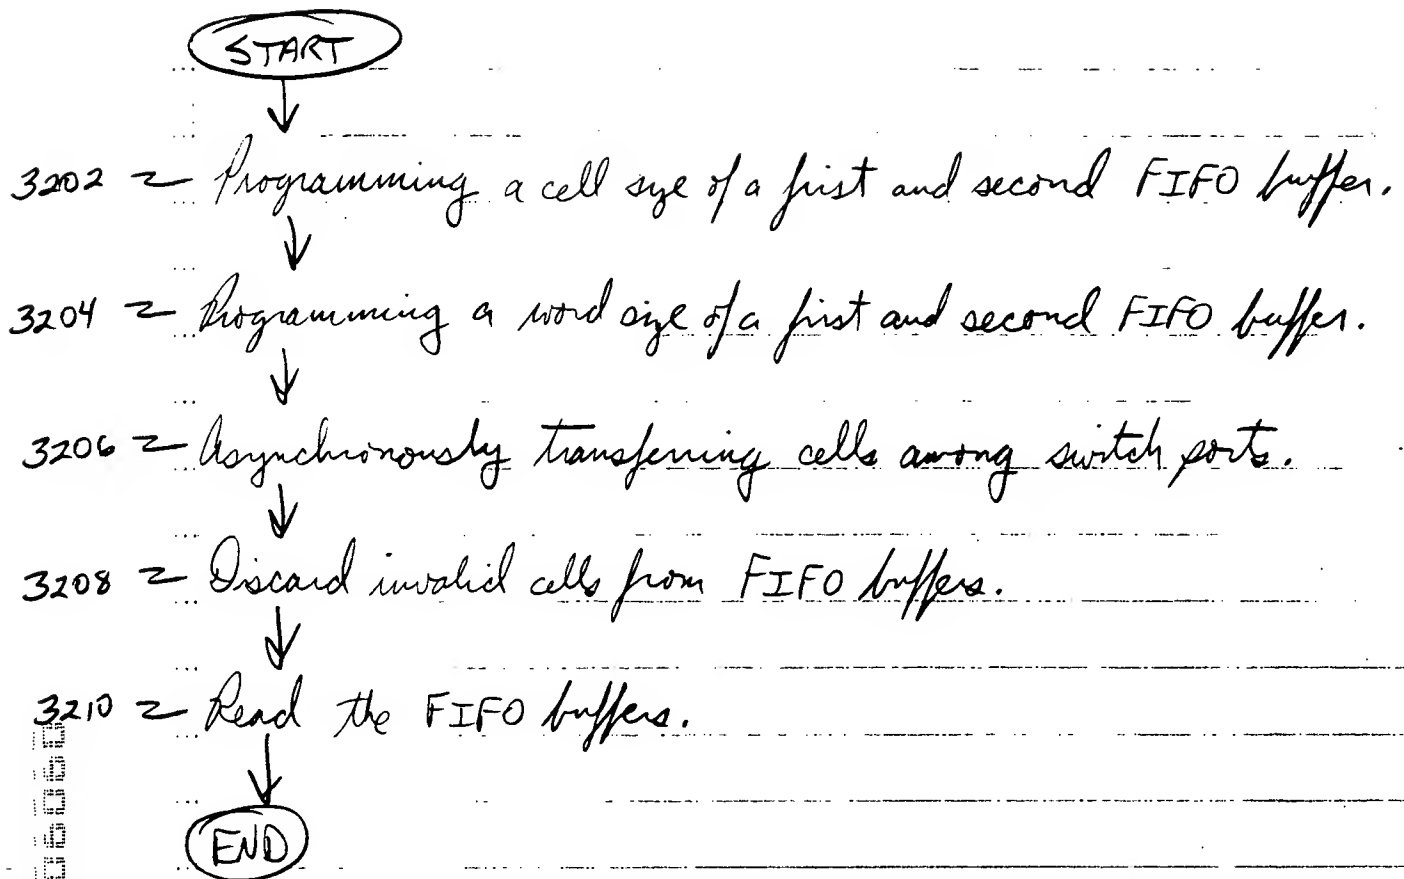 START
3202 Programming a cell size of a first and second FIFO buffer.
3204 Programming a word size of a first and second FIFO buffer.
3206 Asynchronously transferring cells among switch ports.
3208 Discard invalid cells from FIFO buffers.
3210 Read the FIFO buffers.
END